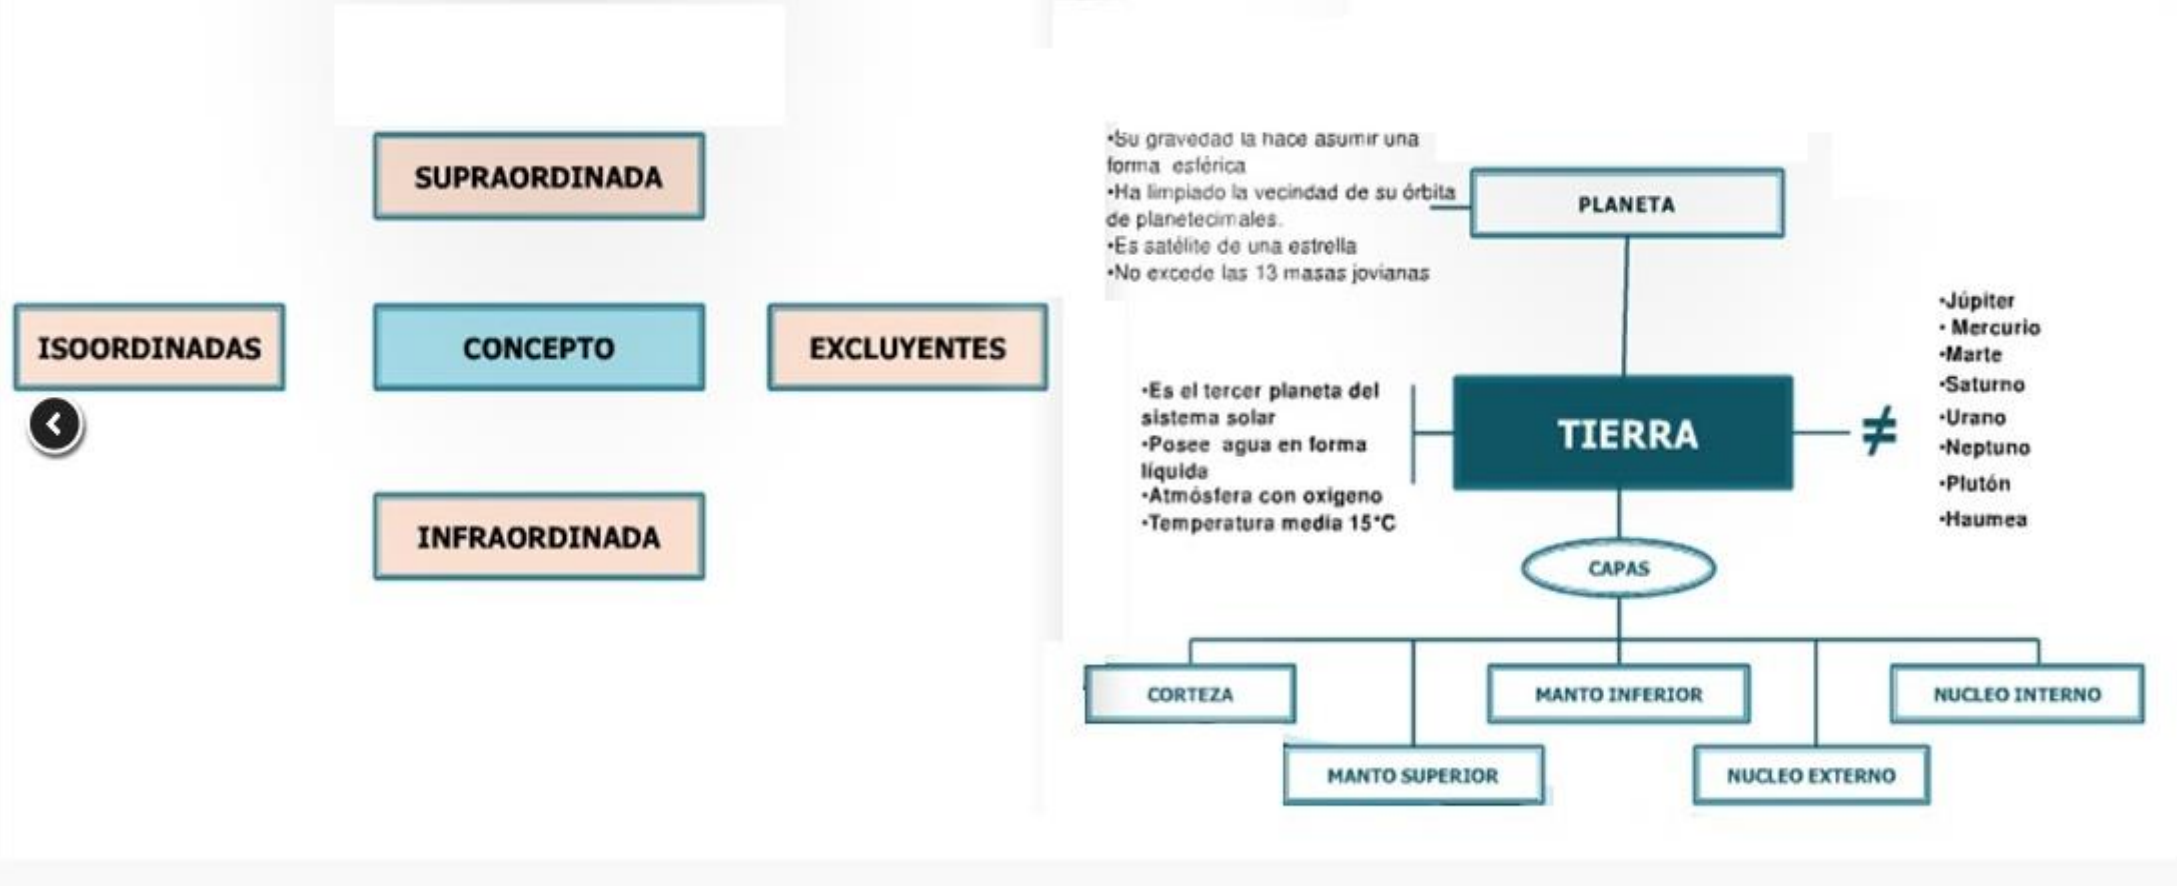 SUPRAORDINADA
ISOORDINADAS
CONCEPTO
EXCLUYENTES
INFRAORDINADA
•Su gravedad la hace asumir una
forma esférica
•Ha limpiado la vecindad de su órbita
de planetecimales.
•Es satélite de una estrella
•No excede las 13 masas jovianas
PLANETA
•Es el tercer planeta del
sistema solar
•Posee agua en forma
líquida
•Atmósfera con oxigeno
•Temperatura media 15°C
TIERRA
≠
•Júpiter
• Mercurio
•Marte
•Saturno
•Urano
•Neptuno
•Plutón
•Haumea
CAPAS
CORTEZA
MANTO INFERIOR
NUCLEO INTERNO
MANTO SUPERIOR
NUCLEO EXTERNO